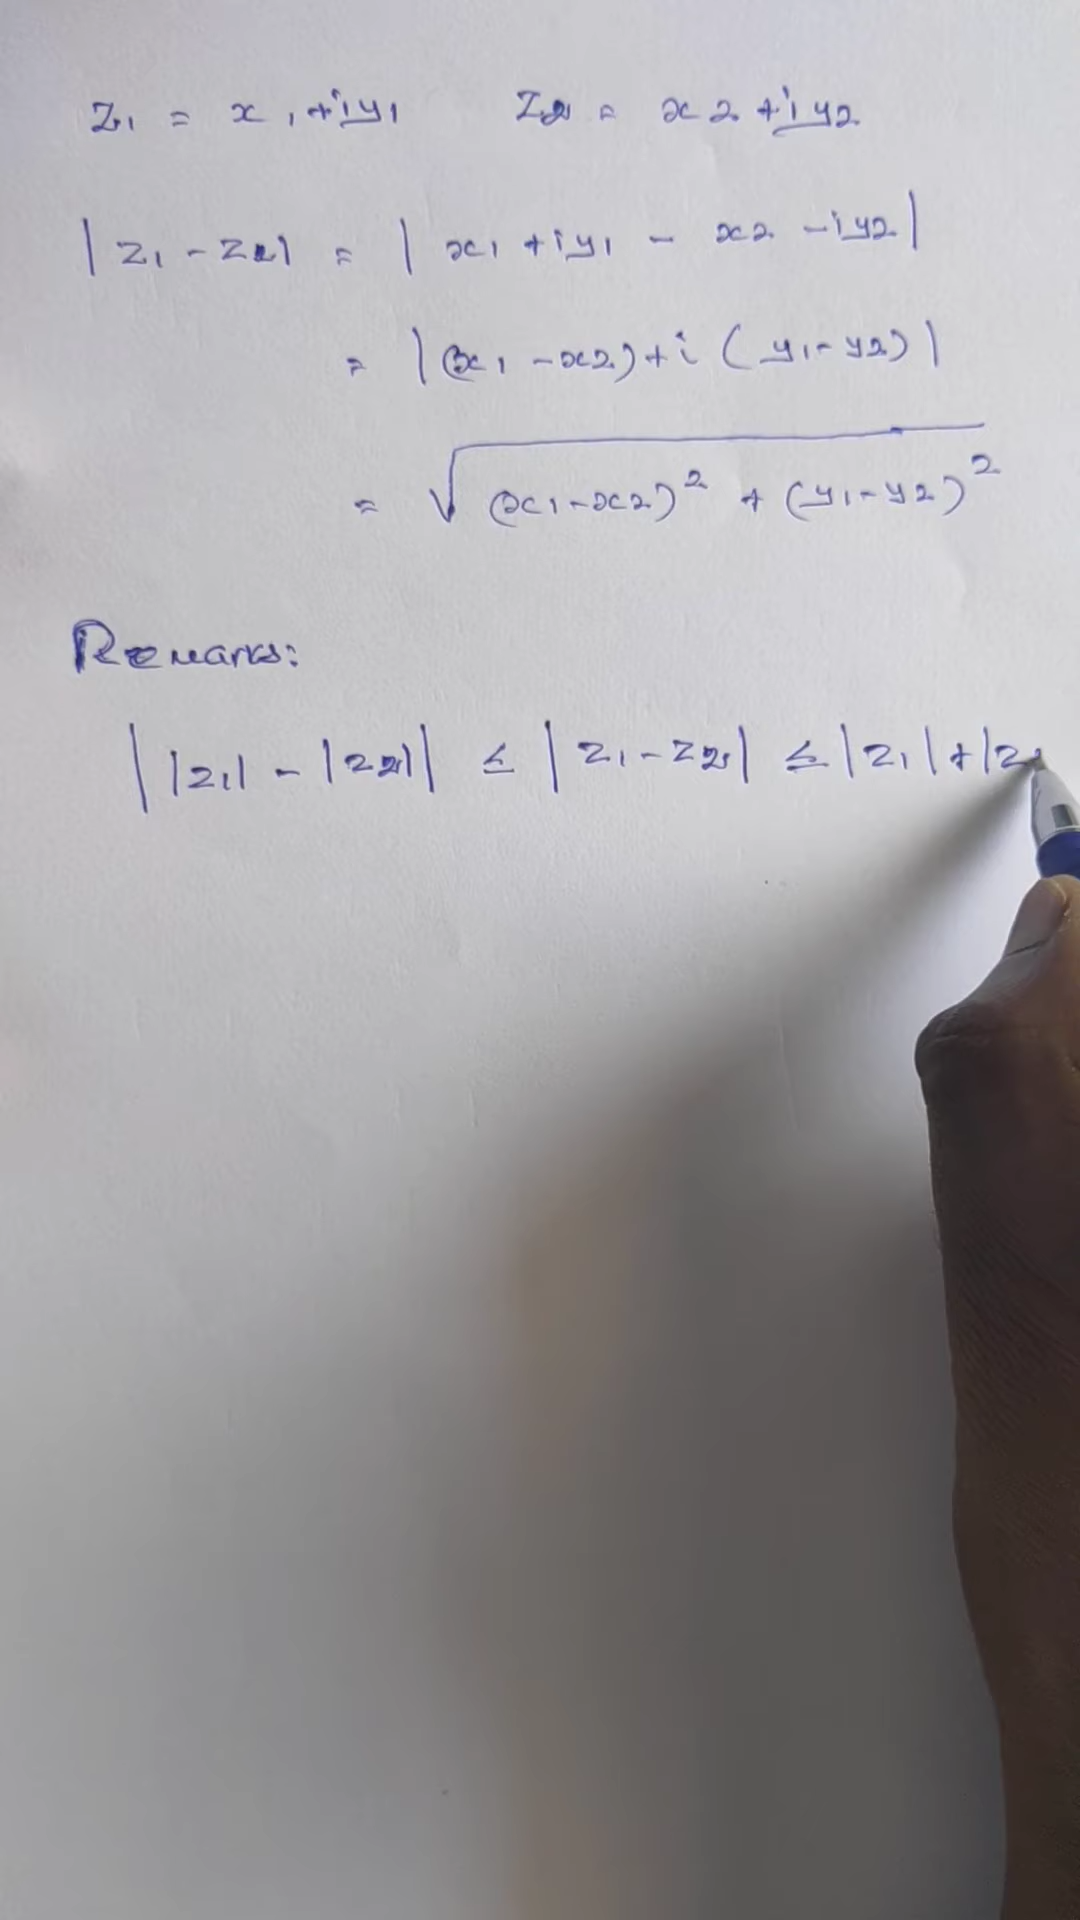 z₁ = x₁ + iy₁ z₂ = x₂ + iy₂
|z₁ - z₂| = |x₁ + iy₁ - x₂ - iy₂|
= |(x₁ - x₂) + i(y₁ - y₂)|
= √((x₁ - x₂)² + (y₁ - y₂)²)
Remarks:
||z₁| - |z₂|| ≤ |z₁ - z₂| ≤ |z₁| + |z